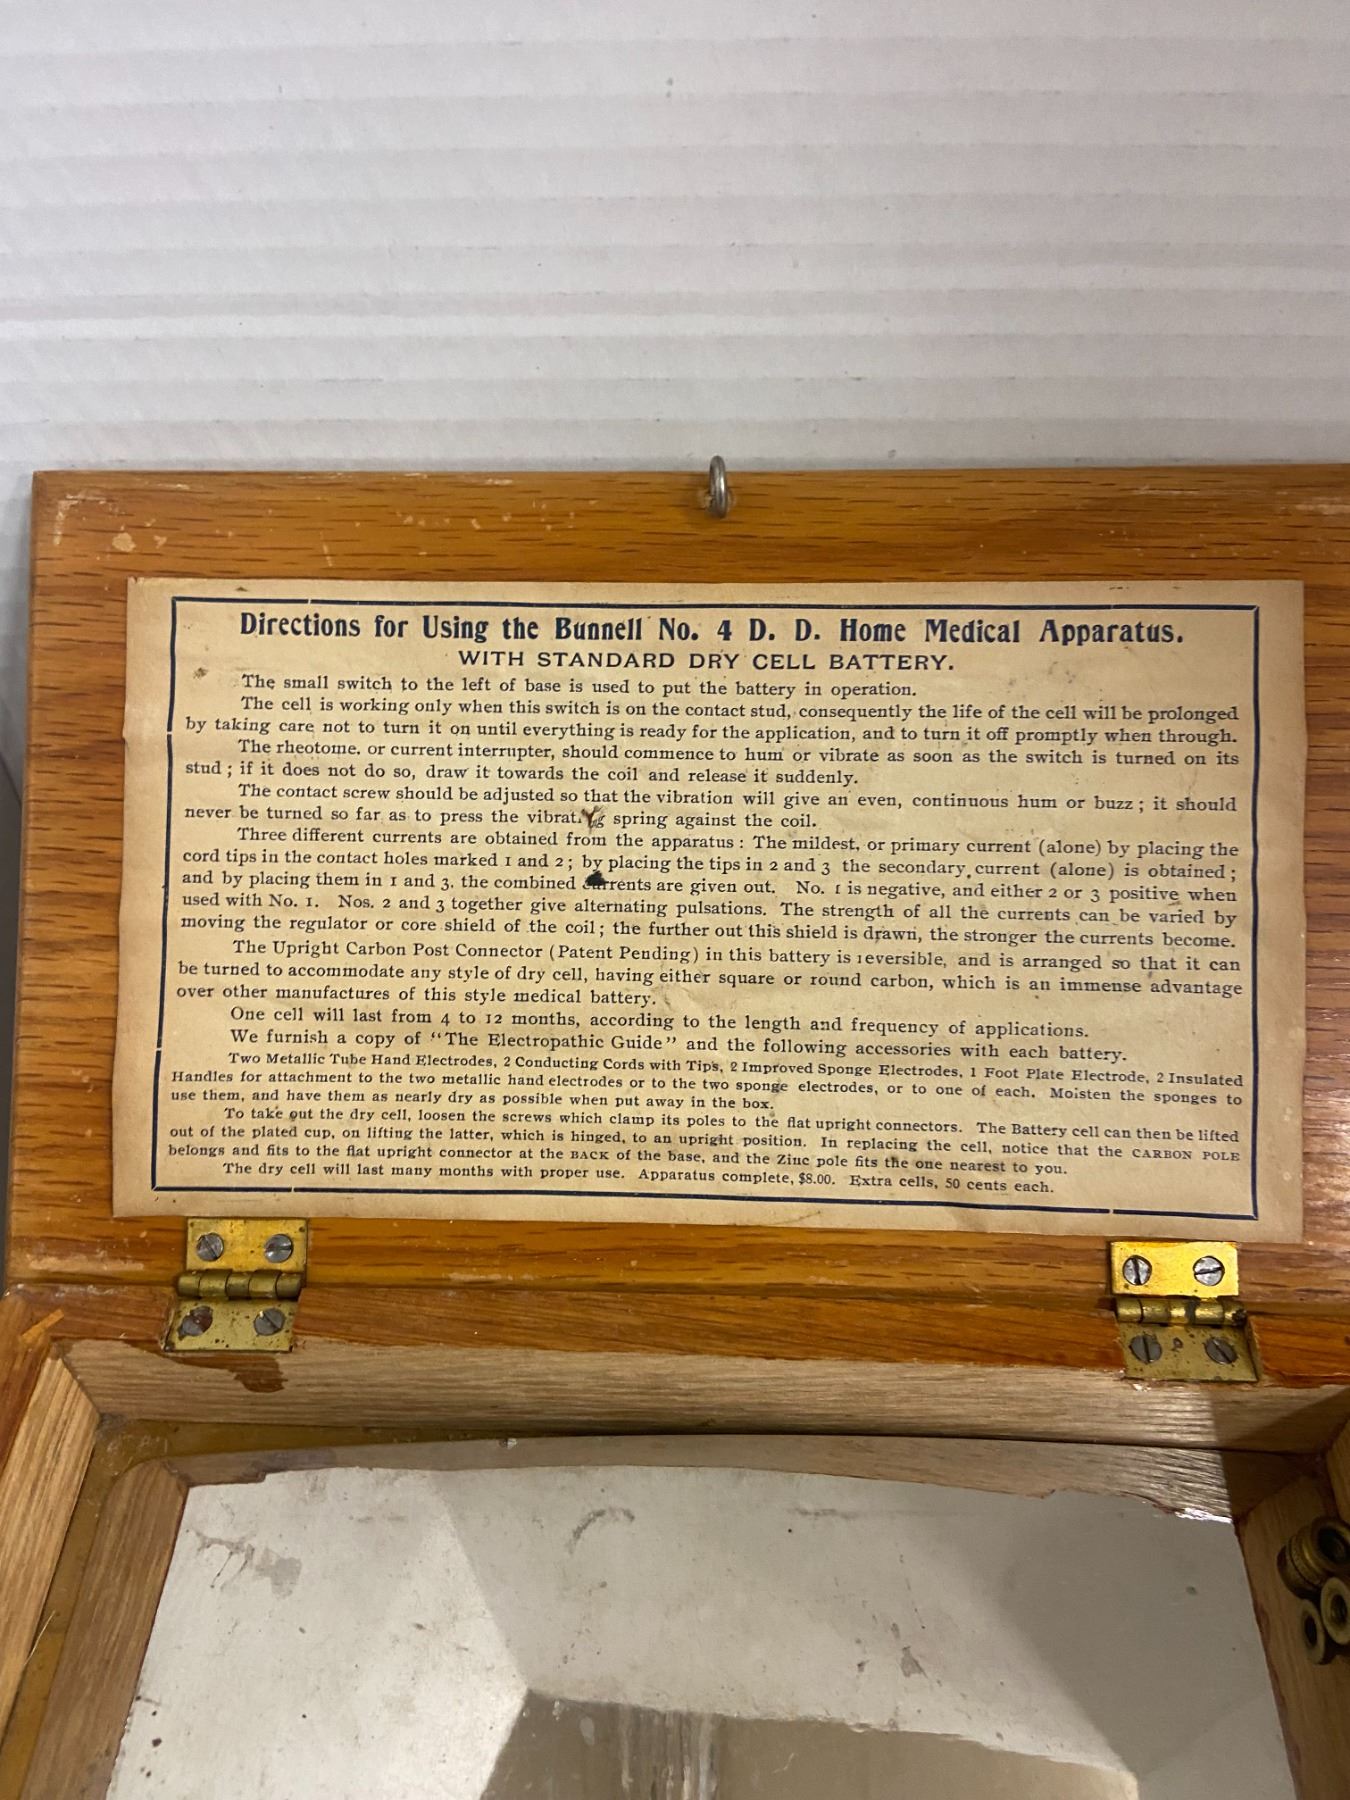 Directions for Using the Bunnell No. 4 D. D. Home Medical Apparatus.
WITH STANDARD DRY CELL BATTERY.
The small switch to the left of base is used to put the battery in operation.
The cell is working only when this switch is on the contact stud, consequently the life of the cell will be prolonged
by taking care not to turn it on until everything is ready for the application, and to turn it off promptly when through.
The rheotome. or current interrupter, should commence to hum or vibrate as soon as the switch is turned on its
stud ; if it does not do so, draw it towards the coil and release it suddenly.
The contact screw should be adjusted so that the vibration will give an even, continuous hum or buzz ; it should
never be turned so far as to press the vibrating spring against the coil.
Three different currents are obtained from the apparatus : The mildest, or primary current (alone) by placing the
cord tips in the contact holes marked 1 and 2 ; by placing the tips in 2 and 3 the secondary current (alone) is obtained ;
and by placing them in 1 and 3. the combined currents are given out. No. 1 is negative, and either 2 or 3 positive when
used with No. 1. Nos. 2 and 3 together give alternating pulsations. The strength of all the currents can be varied by
moving the regulator or core shield of the coil ; the further out this shield is drawn, the stronger the currents become.
The Upright Carbon Post Connector (Patent Pending) in this battery is reversible, and is arranged so that it can
be turned to accommodate any style of dry cell, having either square or round carbon, which is an immense advantage
over other manufactures of this style medical battery.
One cell will last from 4 to 12 months, according to the length and frequency of applications.
We furnish a copy of "The Electropathic Guide" and the following accessories with each battery.
Two Metallic Tube Hand Electrodes, 2 Conducting Cords with Tips, 2 Improved Sponge Electrodes, 1 Foot Plate Electrode, 2 Insulated
Handles for attachment to the two metallic hand electrodes or to the two sponge electrodes, or to one of each. Moisten the sponges to
use them, and have them as nearly dry as possible when put away in the box.
To take out the dry cell, loosen the screws which clamp its poles to the flat upright connectors. The Battery cell can then be lifted
out of the plated cup, on lifting the latter, which is hinged, to an upright position. In replacing the cell, notice that the CARBON POLE
belongs and fits to the flat upright connector at the BACK of the base, and the Zinc pole fits the one nearest to you.
The dry cell will last many months with proper use. Apparatus complete, $8.00. Extra cells, 50 cents each.